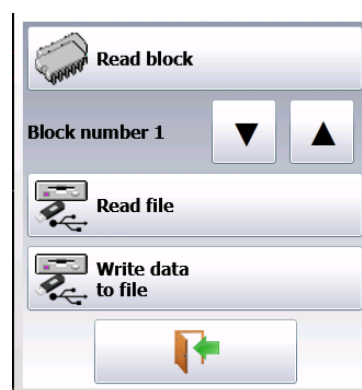 Read block
Block number 1
Read file
Write data
to file